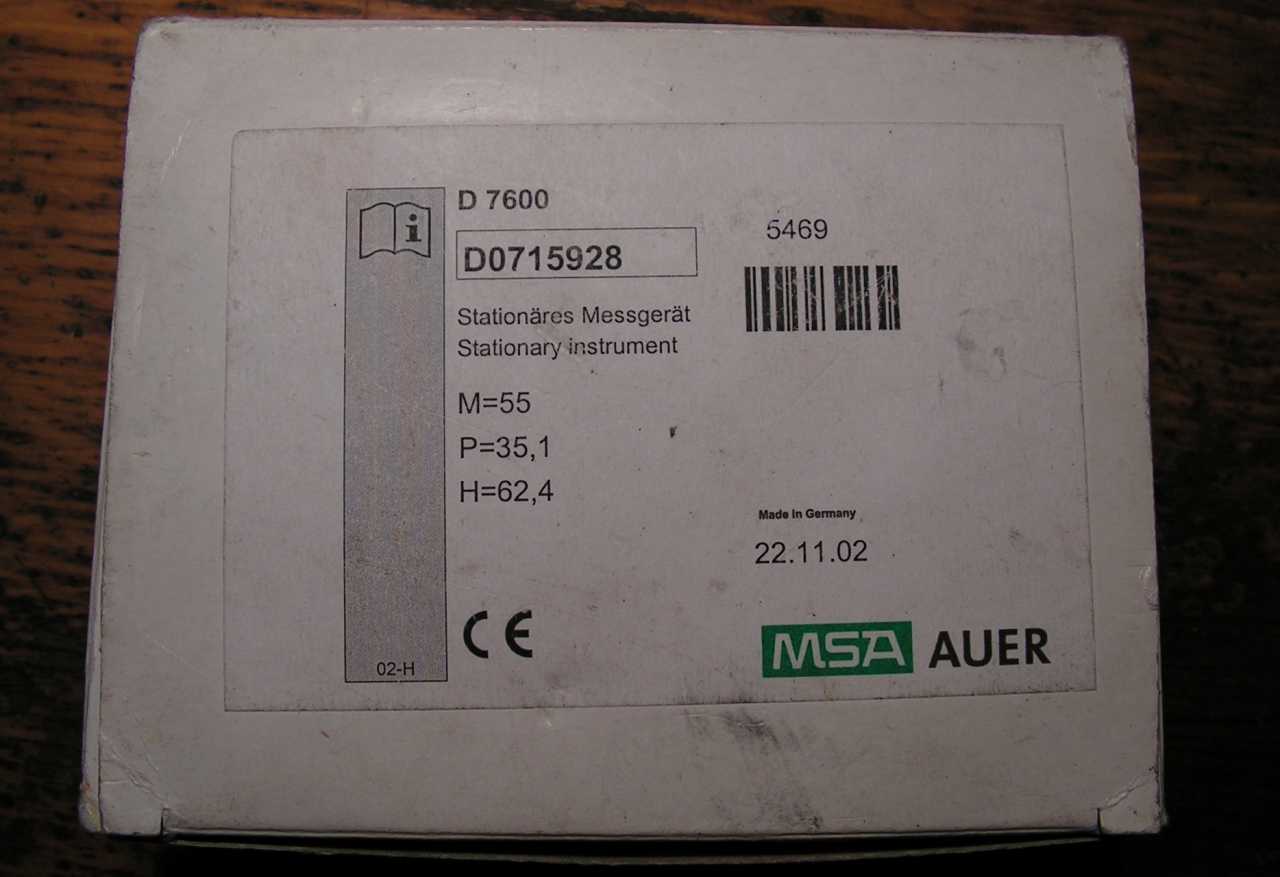 D 7600
D0715928
Stationäres Messgerät
Stationary instrument
M=55
P=35,1
H=62,4
CE
02-H
5469
Made in Germany
22.11.02
MSA AUER